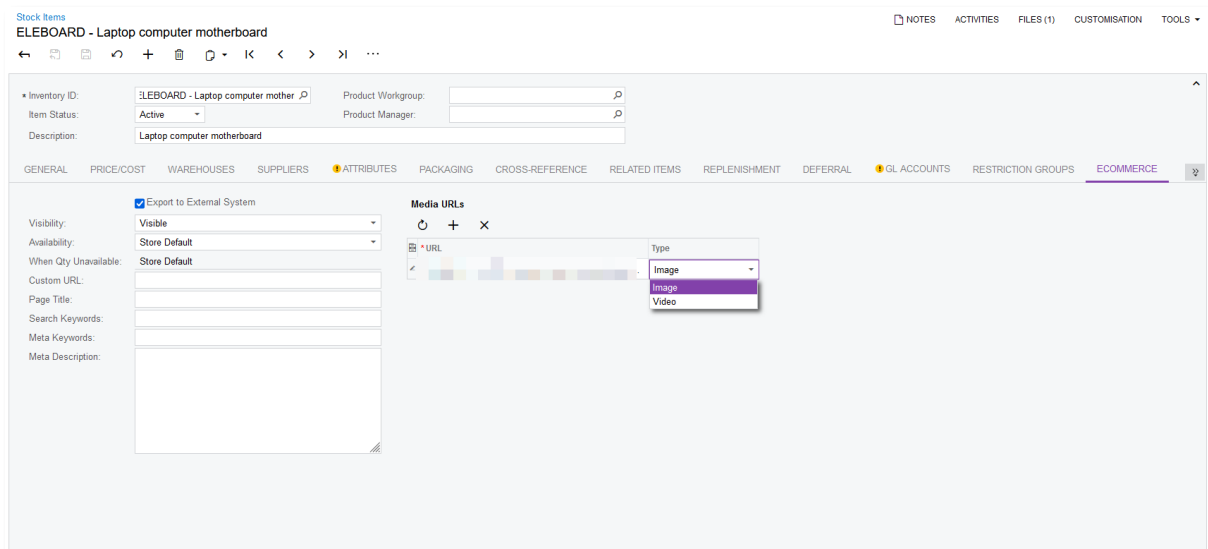 Stock Items
ELEBOARD - Laptop computer motherboard
NOTES ACTIVITIES FILES (1) CUSTOMISATION TOOLS
* Inventory ID: ELEBOARD - Laptop computer mother Product Workgroup:
Item Status: Active Product Manager:
Description: Laptop computer motherboard
GENERAL PRICE/COST WAREHOUSES SUPPLIERS ATTRIBUTES PACKAGING CROSS-REFERENCE RELATED ITEMS REPLENISHMENT DEFERRAL GL ACCOUNTS RESTRICTION GROUPS ECOMMERCE
Export to External System Media URLs
Visibility: Visible
Availability: Store Default
* URL Type
When Qty Unavailable: Store Default
Image
Custom URL:
Image
Page Title:
Video
Search Keywords:
Meta Keywords:
Meta Description: